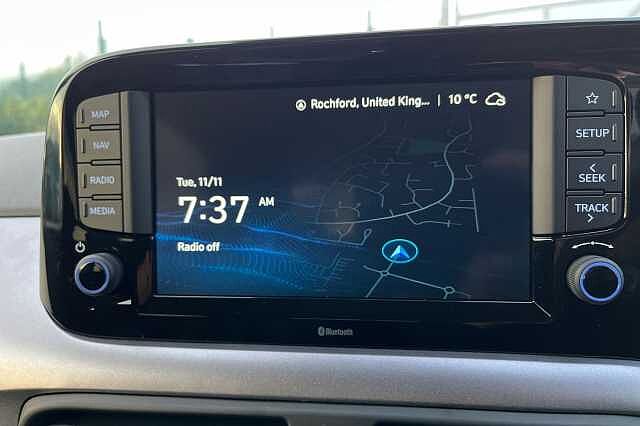 Rochford, United King... | 10 °C
Tue, 11/11
7:37 AM
Radio off
MAP
NAV
RADIO
MEDIA
SETUP
< SEEK
TRACK >
Bluetooth